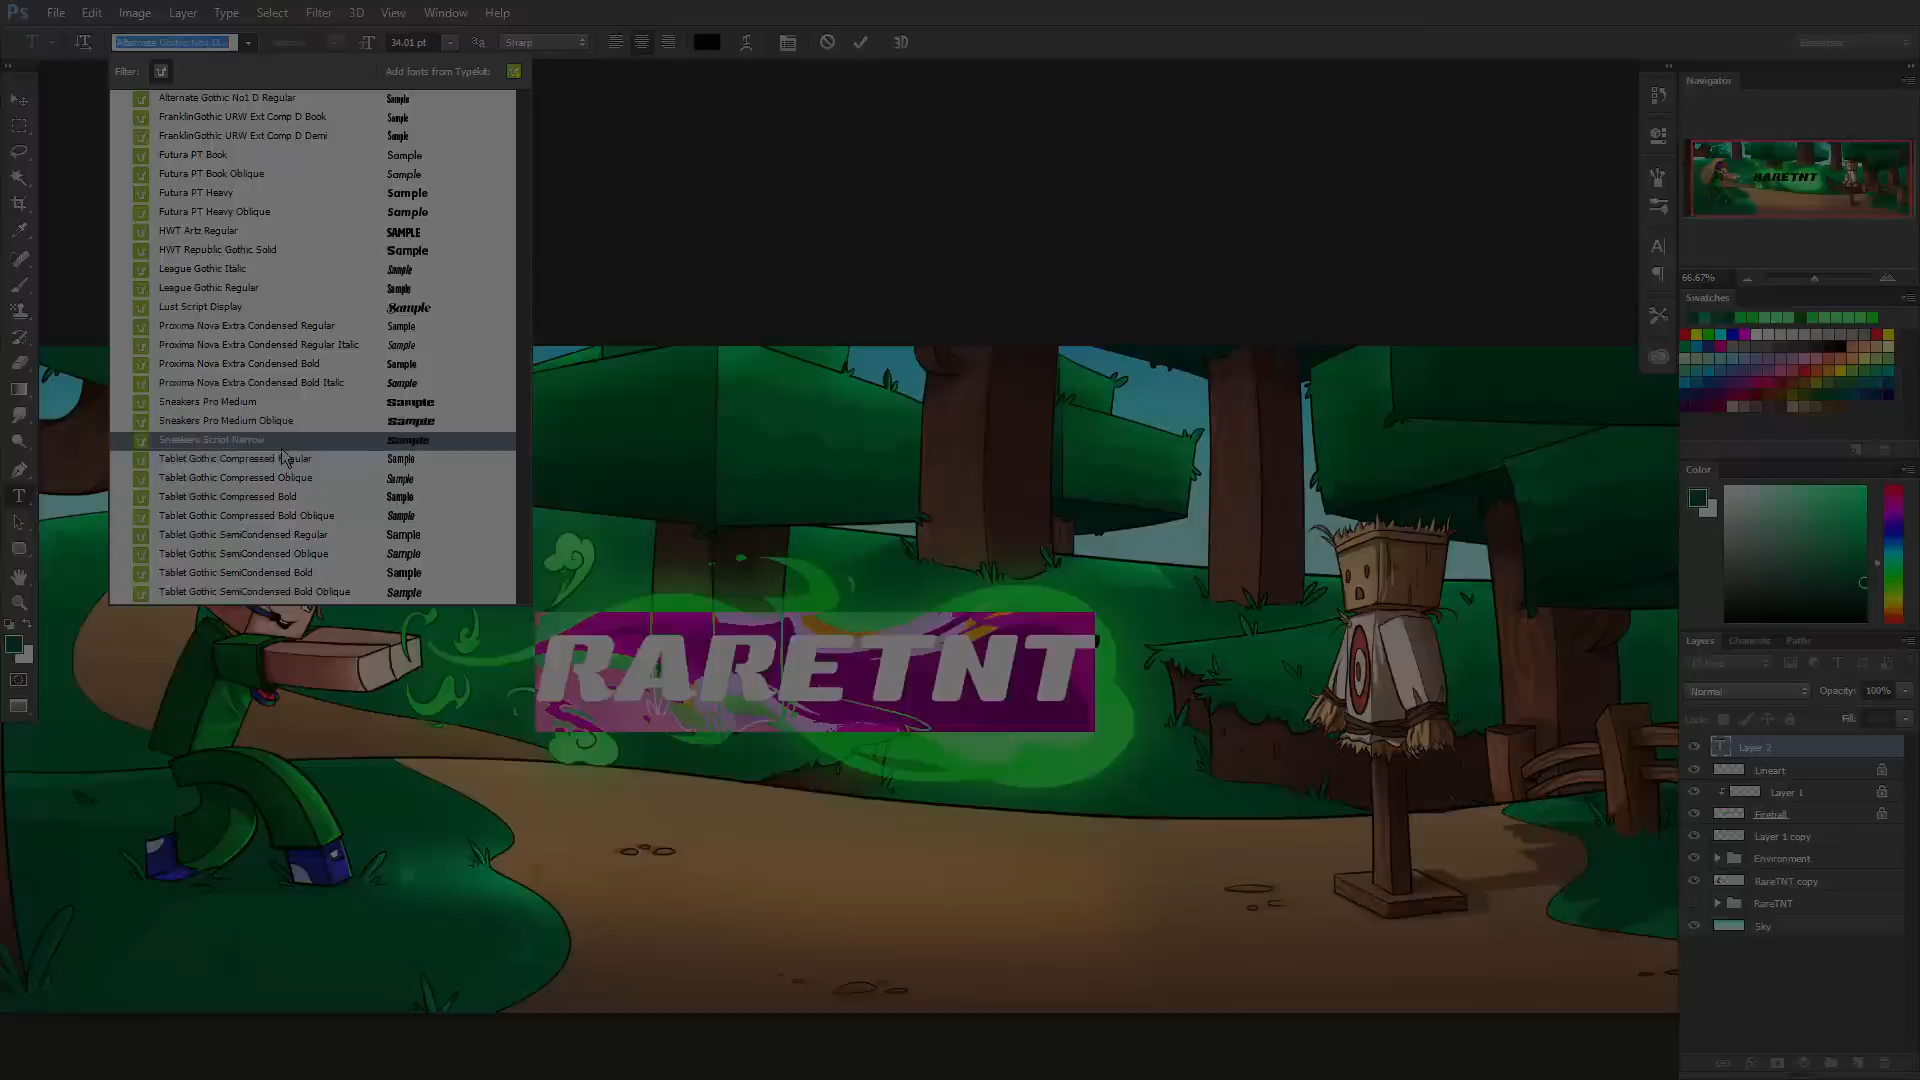 Ps File Edit Image Layer Type Select Filter 3D View Window Help
Alternate Gothic No1 D... 34.01 pt Sharp 3D Essentials
Filter: Add fonts from Typekit:
Alternate Gothic No1 D Regular Sample
FranklinGothic URW Ext Comp D Book Sample
FranklinGothic URW Ext Comp D Demi Sample
Futura PT Book Sample
Futura PT Book Oblique Sample
Futura PT Heavy Sample
Futura PT Heavy Oblique Sample
HWT Artz Regular SAMPLE
HWT Republic Gothic Solid Sample
League Gothic Italic Sample
League Gothic Regular Sample
Lust Script Display Sample
Proxima Nova Extra Condensed Regular Sample
Proxima Nova Extra Condensed Regular Italic Sample
Proxima Nova Extra Condensed Bold Sample
Proxima Nova Extra Condensed Bold Italic Sample
Sneakers Pro Medium Sample
Sneakers Pro Medium Oblique Sample
Sneakers Script Narrow Sample
Tablet Gothic Compressed Regular Sample
Tablet Gothic Compressed Oblique Sample
Tablet Gothic Compressed Bold Sample
Tablet Gothic Compressed Bold Oblique Sample
Tablet Gothic SemiCondensed Regular Sample
Tablet Gothic SemiCondensed Oblique Sample
Tablet Gothic SemiCondensed Bold Sample
Tablet Gothic SemiCondensed Bold Oblique Sample
RARETNT
Navigator
RARETNT
66.67%
Swatches
Color
Layers Channels Paths
Normal Opacity: 100%
Lock: Fill:
Layer 2
Lineart
Layer 1
Fireball
Layer 1 copy
Environment
RareTNT copy
RareTNT
Sky